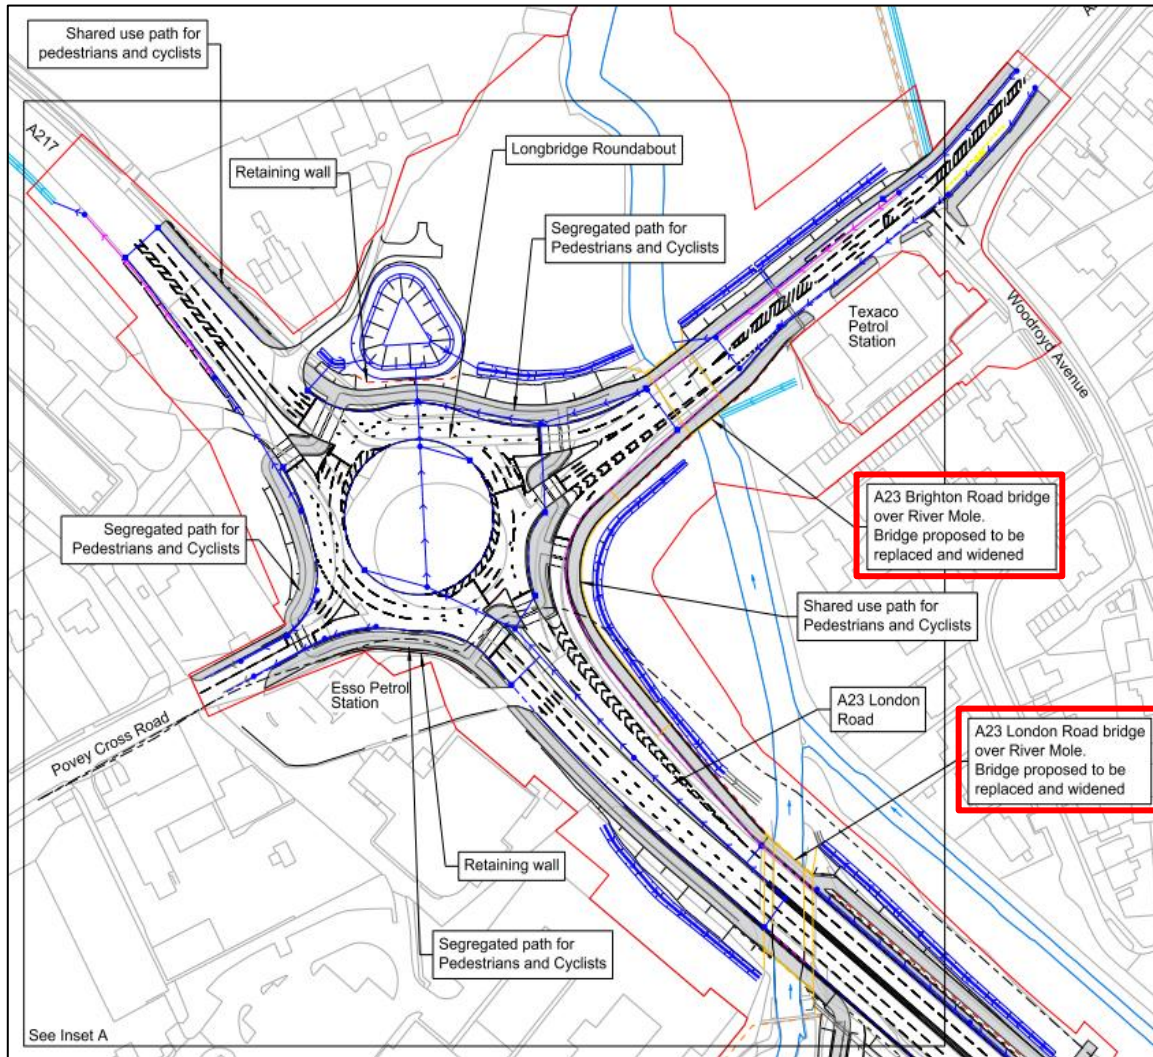 Shared use path for
pedestrians and cyclists
A217
Retaining wall
Longbridge Roundabout
Segregated path for
Pedestrians and Cyclists
Texaco
Petrol
Station
Woodroyd Avenue
A23 Brighton Road bridge
over River Mole.
Bridge proposed to be
replaced and widened
Segregated path for
Pedestrians and Cyclists
Shared use path for
Pedestrians and Cyclists
Esso Petrol
Station
Povey Cross Road
A23 London
Road
A23 London Road bridge
over River Mole.
Bridge proposed to be
replaced and widened
Retaining wall
Segregated path for
Pedestrians and Cyclists
See Inset A